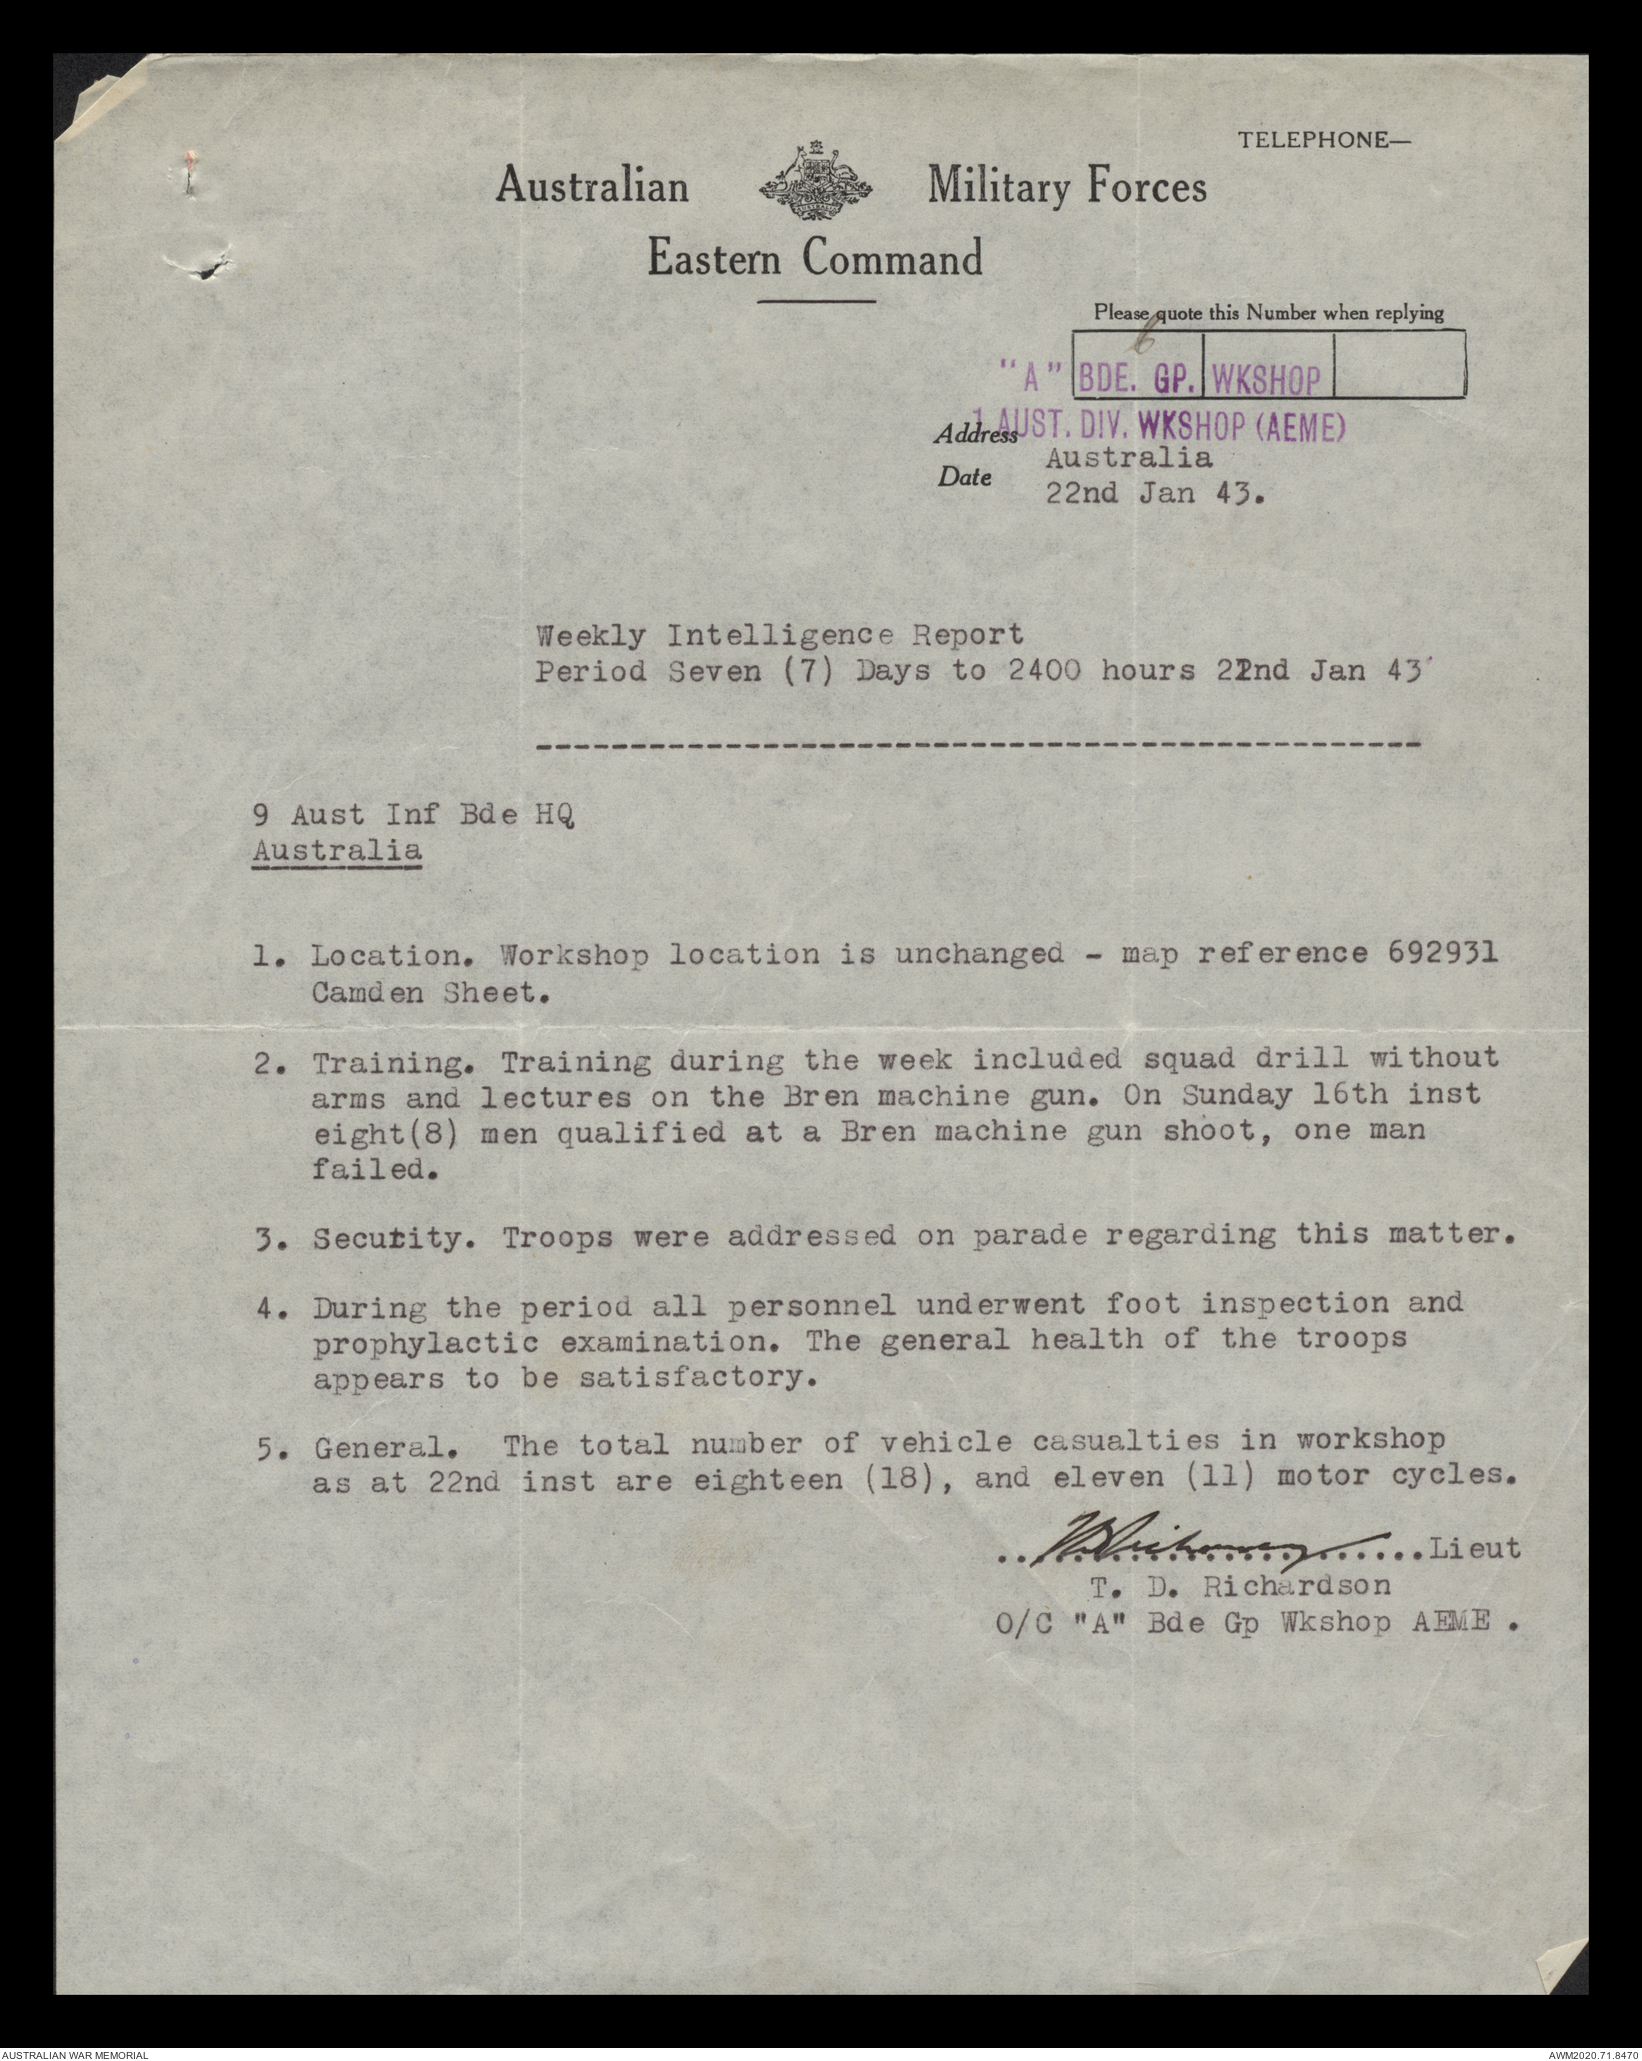 TELEPHONE—
Australian Military Forces
Eastern Command
Please quote this Number when replying
6
"A" BDE. GP. WKSHOP
Address 1 AUST. DIV. WKSHOP (AEME)
Australia
Date 22nd Jan 43.
Weekly Intelligence Report
Period Seven (7) Days to 2400 hours 22nd Jan 43
9 Aust Inf Bde HQ
Australia
1. Location. Workshop location is unchanged - map reference 692931
Camden Sheet.
2. Training. Training during the week included squad drill without
arms and lectures on the Bren machine gun. On Sunday 16th inst
eight(8) men qualified at a Bren machine gun shoot, one man
failed.
3. Security. Troops were addressed on parade regarding this matter.
4. During the period all personnel underwent foot inspection and
prophylactic examination. The general health of the troops
appears to be satisfactory.
5. General. The total number of vehicle casualties in workshop
as at 22nd inst are eighteen (18), and eleven (11) motor cycles.
Lieut
T. D. Richardson
O/C "A" Bde Gp Wkshop AEME .
AUSTRALIAN WAR MEMORIAL
AWM2020.71.8470